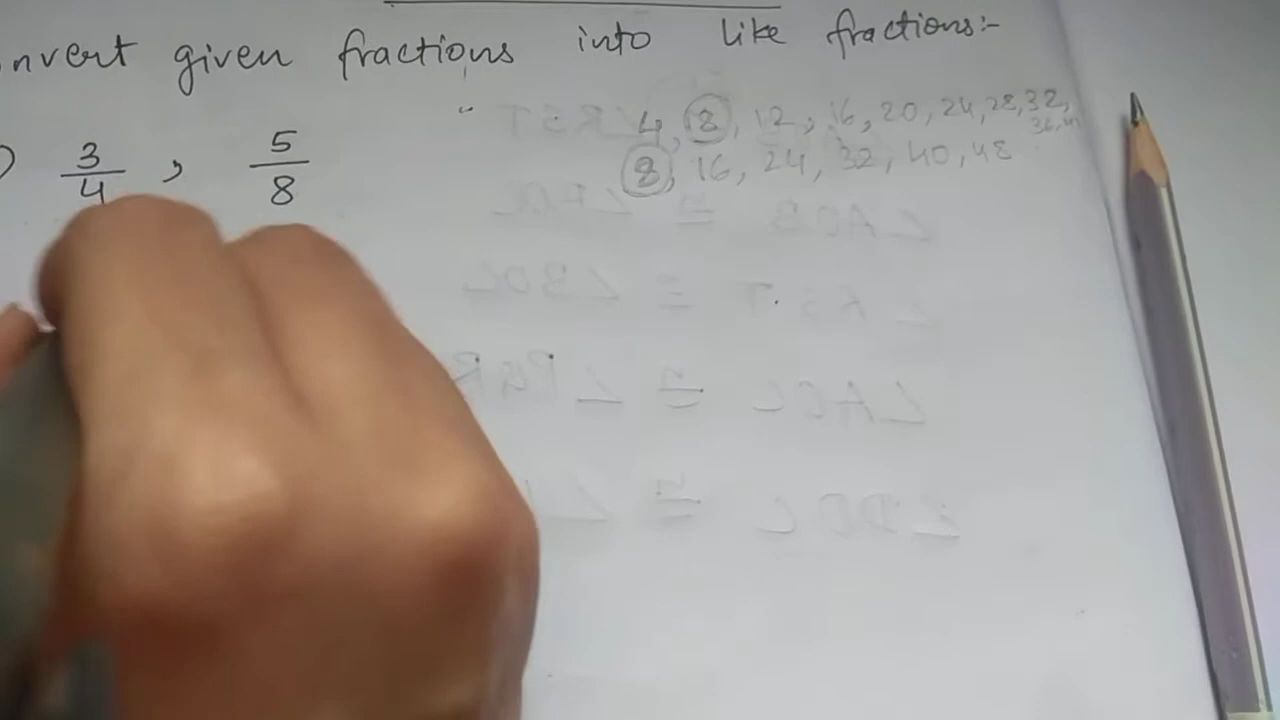 nvert given fractions into like fractions:-
) 3/4 , 5/8
4, 8, 12, 16, 20, 24, 28, 32,
8, 16, 24, 32, 40, 48